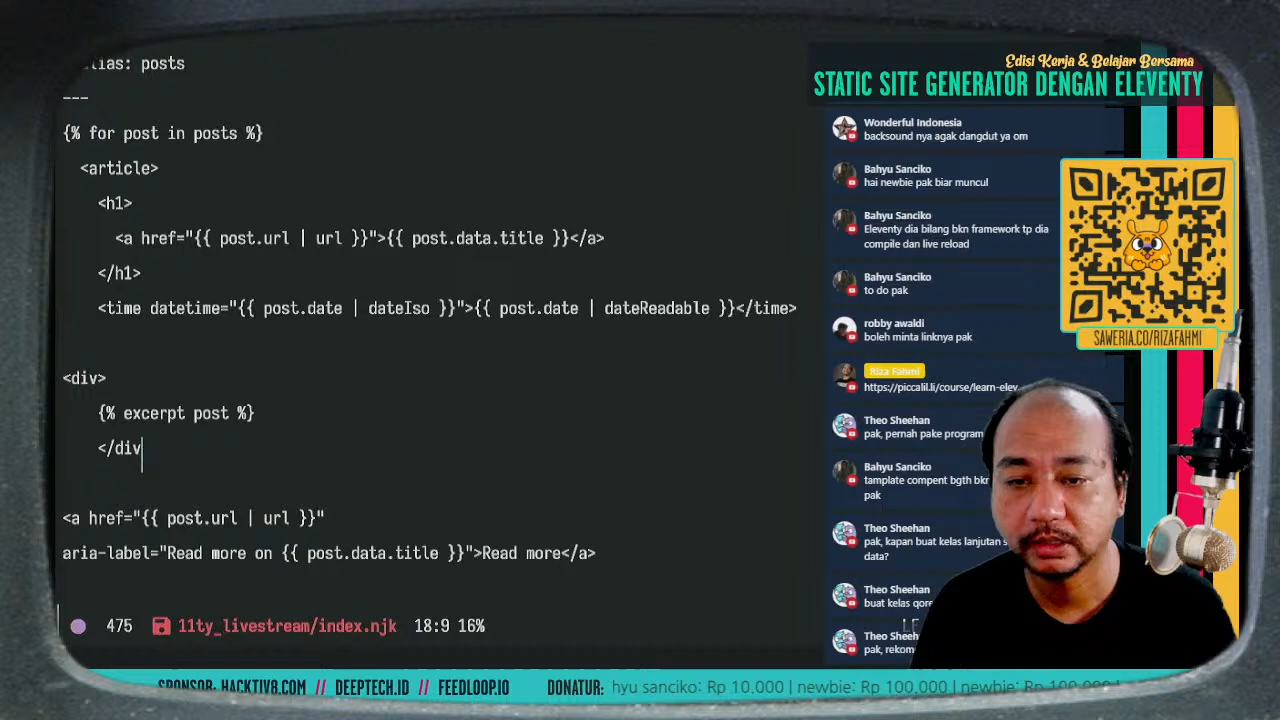 alias: posts
---
{% for post in posts %}
<article>
<h1>
<a href="{{ post.url | url }}">{{ post.data.title }}</a>
</h1>
<time datetime="{{ post.date | dateIso }}">{{ post.date | dateReadable }}</time>
<div>
{% excerpt post %}
</div
<a href="{{ post.url | url }}"
aria-label="Read more on {{ post.data.title }}">Read more</a>
475 11ty_livestream/index.njk 18:9 16%
Edisi Kerja & Belajar Bersama
STATIC SITE GENERATOR DENGAN ELEVENTY
Wonderful Indonesia
backsound nya agak dangdut ya om
Bahyu Sanciko
hai newbie pak biar muncul
Bahyu Sanciko
Eleventy dia bilang bkn framework tp dia
compile dan live reload
Bahyu Sanciko
to do pak
robby awaldi
boleh minta linknya pak
Riza Fahmi
https://piccalil.li/course/learn-elev
Theo Sheehan
pak, pernah pake program
Bahyu Sanciko
tamplate compent bgth bkn
pak
Theo Sheehan
pak, kapan buat kelas lanjutan s
data?
Theo Sheehan
buat kelas qore
Theo Shee
pak, rekom
SAWERIA.CO/RIZAFAHMI
SPONSOR: HACKTIV8.COM // DEEPTECH.ID // FEEDLOOP.IO
DONATUR: hyu sanciko: Rp 10.000 | newbie: Rp 100,000 | newbie: Rp 100,000 |